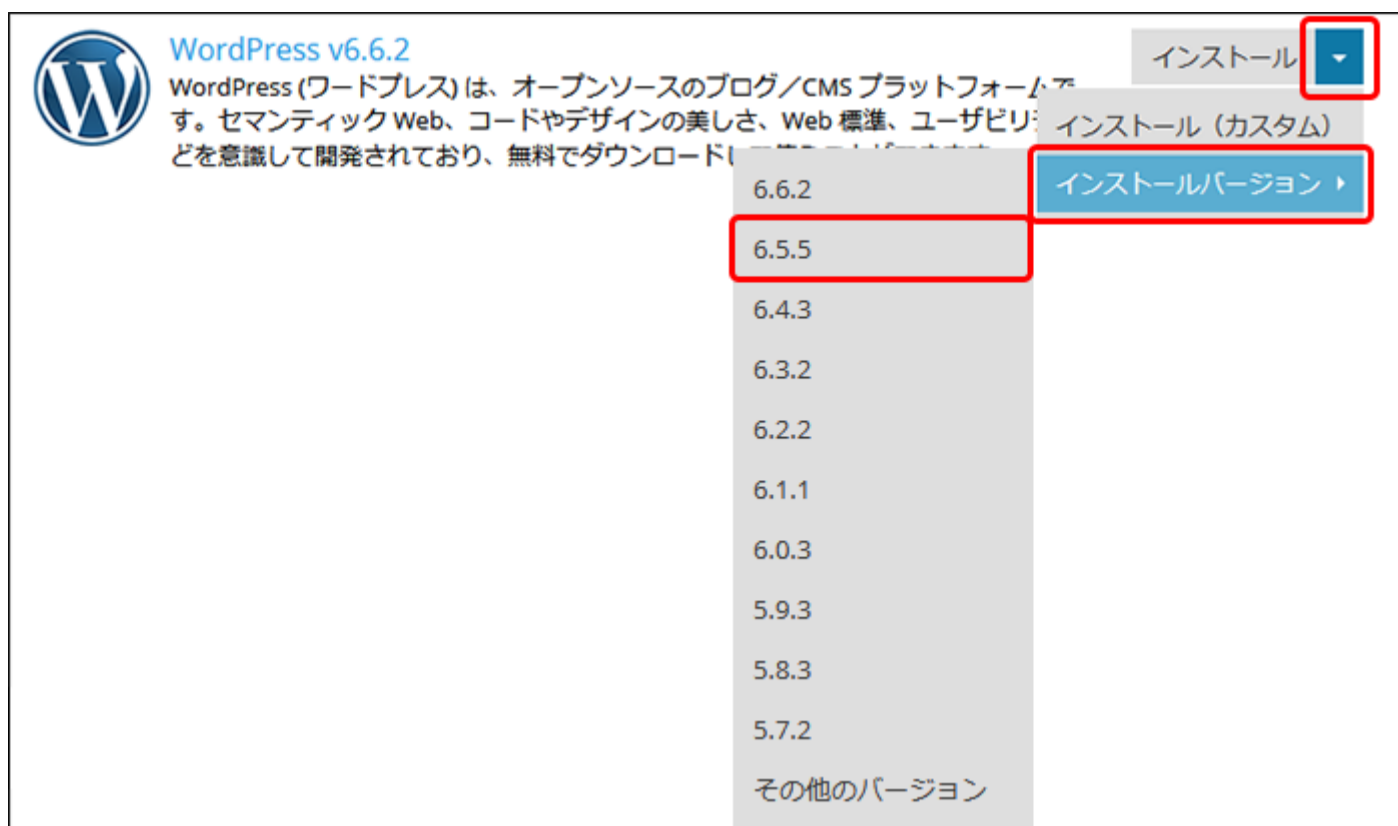 WordPress v6.6.2
インストール
WordPress (ワードプレス) は、オープンソースのブログ／CMS プラットフォームで
す。セマンティック Web、コードやデザインの美しさ、Web 標準、ユーザビリ
どを意識して開発されており、無料でダウンロード
インストール（カスタム）
インストールバージョン
6.6.2
6.5.5
6.4.3
6.3.2
6.2.2
6.1.1
6.0.3
5.9.3
5.8.3
5.7.2
その他のバージョン